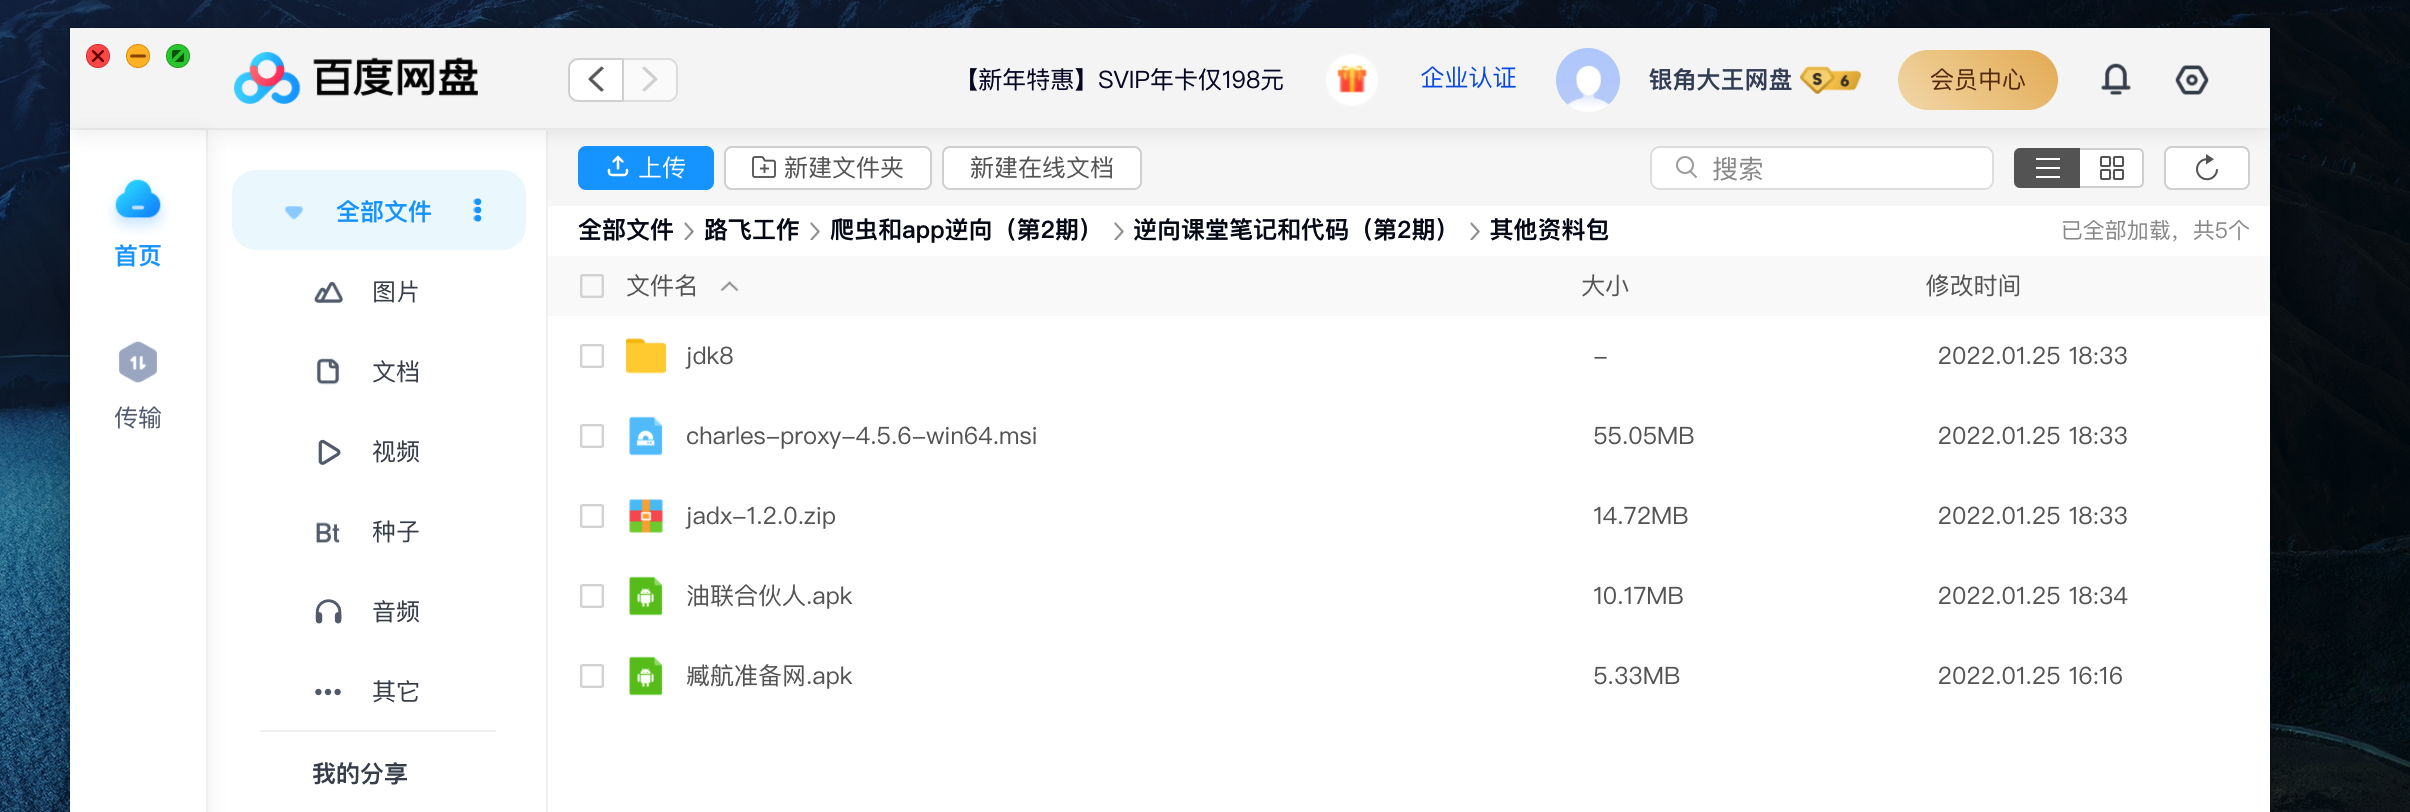 百度网盘
【新年特惠】SVIP年卡仅198元
企业认证
银角大王网盘
S 6
会员中心
首页
传输
全部文件
图片
文档
视频
Bt 种子
音频
其它
我的分享
上传 新建文件夹 新建在线文档
搜索
全部文件 > 路飞工作 > 爬虫和app逆向（第2期） > 逆向课堂笔记和代码（第2期） > 其他资料包
已全部加载，共5个
文件名 大小 修改时间
jdk8 – 2022.01.25 18:33
charles-proxy-4.5.6-win64.msi 55.05MB 2022.01.25 18:33
jadx-1.2.0.zip 14.72MB 2022.01.25 18:33
油联合伙人.apk 10.17MB 2022.01.25 18:34
臧航准备网.apk 5.33MB 2022.01.25 16:16